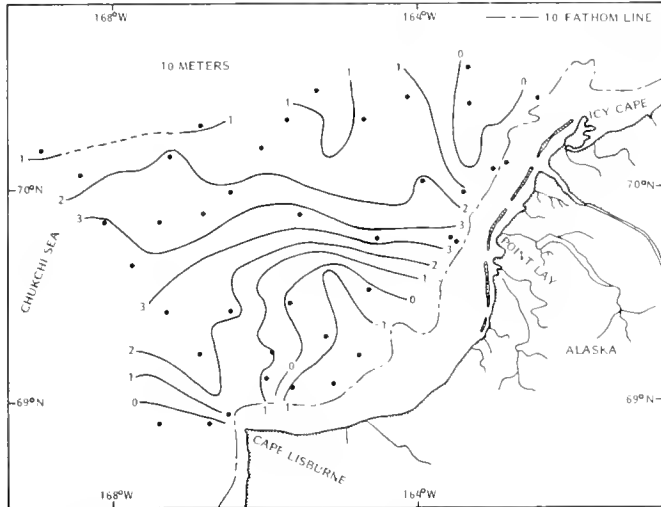 168°W
164°W
10 FATHOM LINE
10 METERS
0
1
1
0
1
1
ICY CAPE
1
70°N
70°N
2
2
3
3
3
2
1
0
CHUKCHI SEA
POINT LAY
3
ALASKA
2
1
0
0
1
1
69°N
69°N
CAPE LISBURNE
168°W
164°W